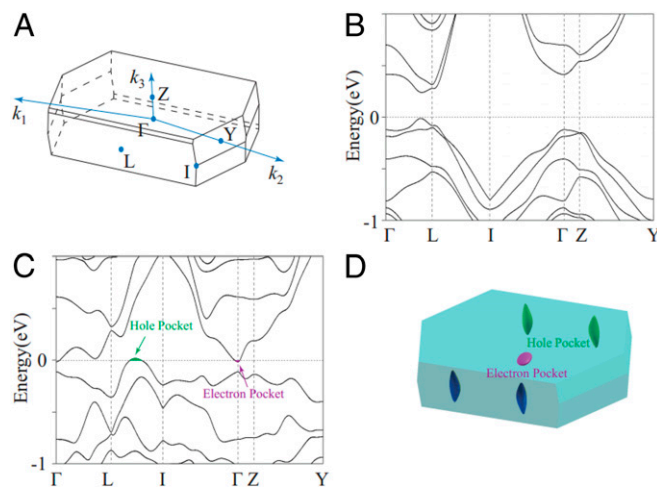 A
k3
Z
k1
Γ
Y
L
I
k2
B
Energy(eV)
0
-1
Γ L I Γ Z Y
C
Energy(eV)
0
-1
Hole Pocket
Electron Pocket
Γ L I Γ Z Y
D
Hole Pocket
Electron Pocket